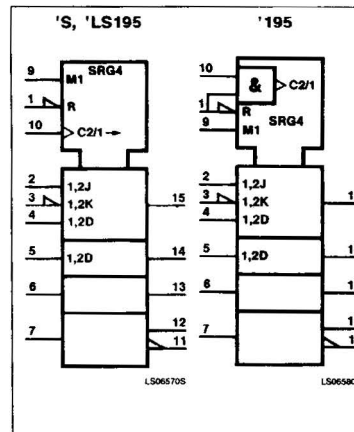 'S, 'LS195
SRG4
9 M1
1 R
10 C2/1
2 1,2J
3 1,2K
4 1,2D
15
5 1,2D
14
6
13
7
12
11
LS06570S
'195
10
&
C2/1
1 R
SRG4
9 M1
2 1,2J
3 1,2K
4 1,2D
5 1,2D
6
7